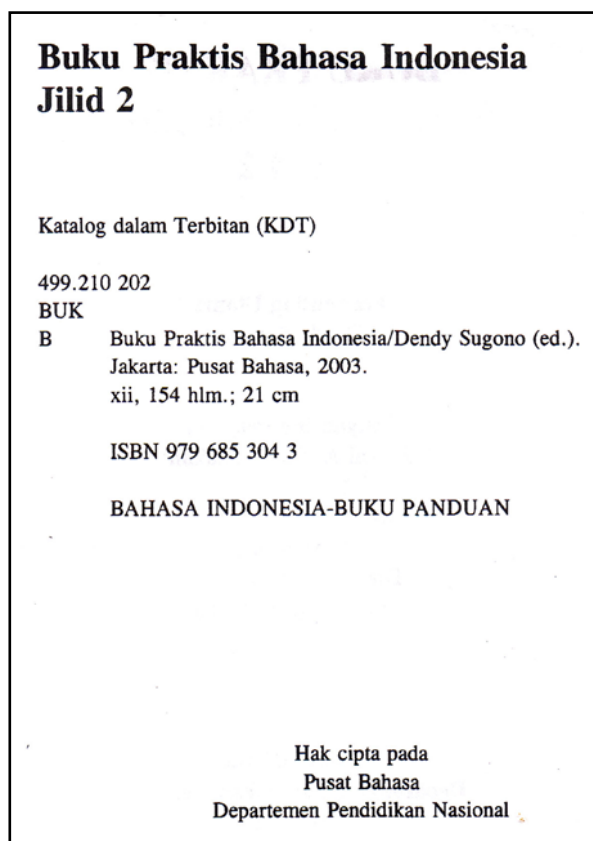 Buku Praktis Bahasa Indonesia
Jilid 2
Katalog dalam Terbitan (KDT)
499.210 202
BUK
B Buku Praktis Bahasa Indonesia/Dendy Sugono (ed.).
Jakarta: Pusat Bahasa, 2003.
xii, 154 hlm.; 21 cm
ISBN 979 685 304 3
BAHASA INDONESIA-BUKU PANDUAN
Hak cipta pada
Pusat Bahasa
Departemen Pendidikan Nasional